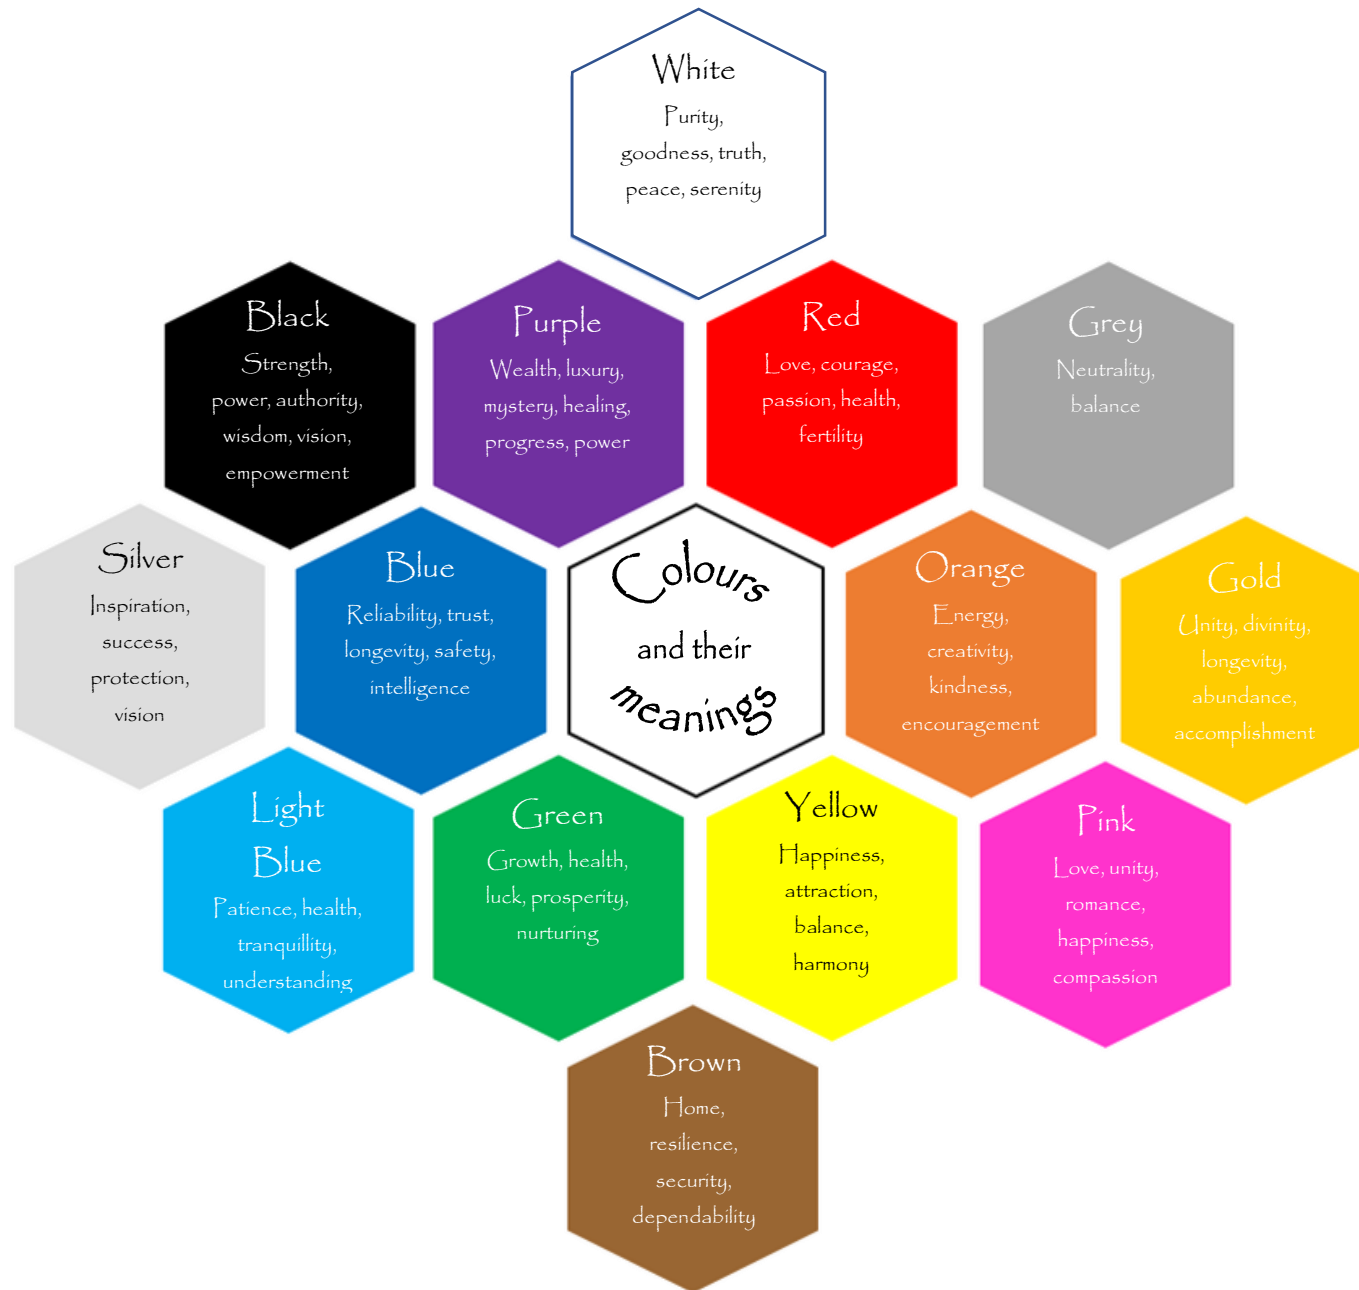 White
Purity,
goodness, truth,
peace, serenity
Black
Strength,
power, authority,
wisdom, vision,
empowerment
Purple
Wealth, luxury,
mystery, healing,
progress, power
Red
Love, courage,
passion, health,
fertility
Grey
Neutrality,
balance
Silver
Inspiration,
success,
protection,
vision
Blue
Reliability, trust,
longevity, safety,
intelligence
Colours
and their
meanings
Orange
Energy,
creativity,
kindness,
encouragement
Gold
Unity, divinity,
longevity,
abundance,
accomplishment
Light
Blue
Patience, health,
tranquillity,
understanding
Green
Growth, health,
luck, prosperity,
nurturing
Yellow
Happiness,
attraction,
balance,
harmony
Pink
Love, unity,
romance,
happiness,
compassion
Brown
Home,
resilience,
security,
dependability